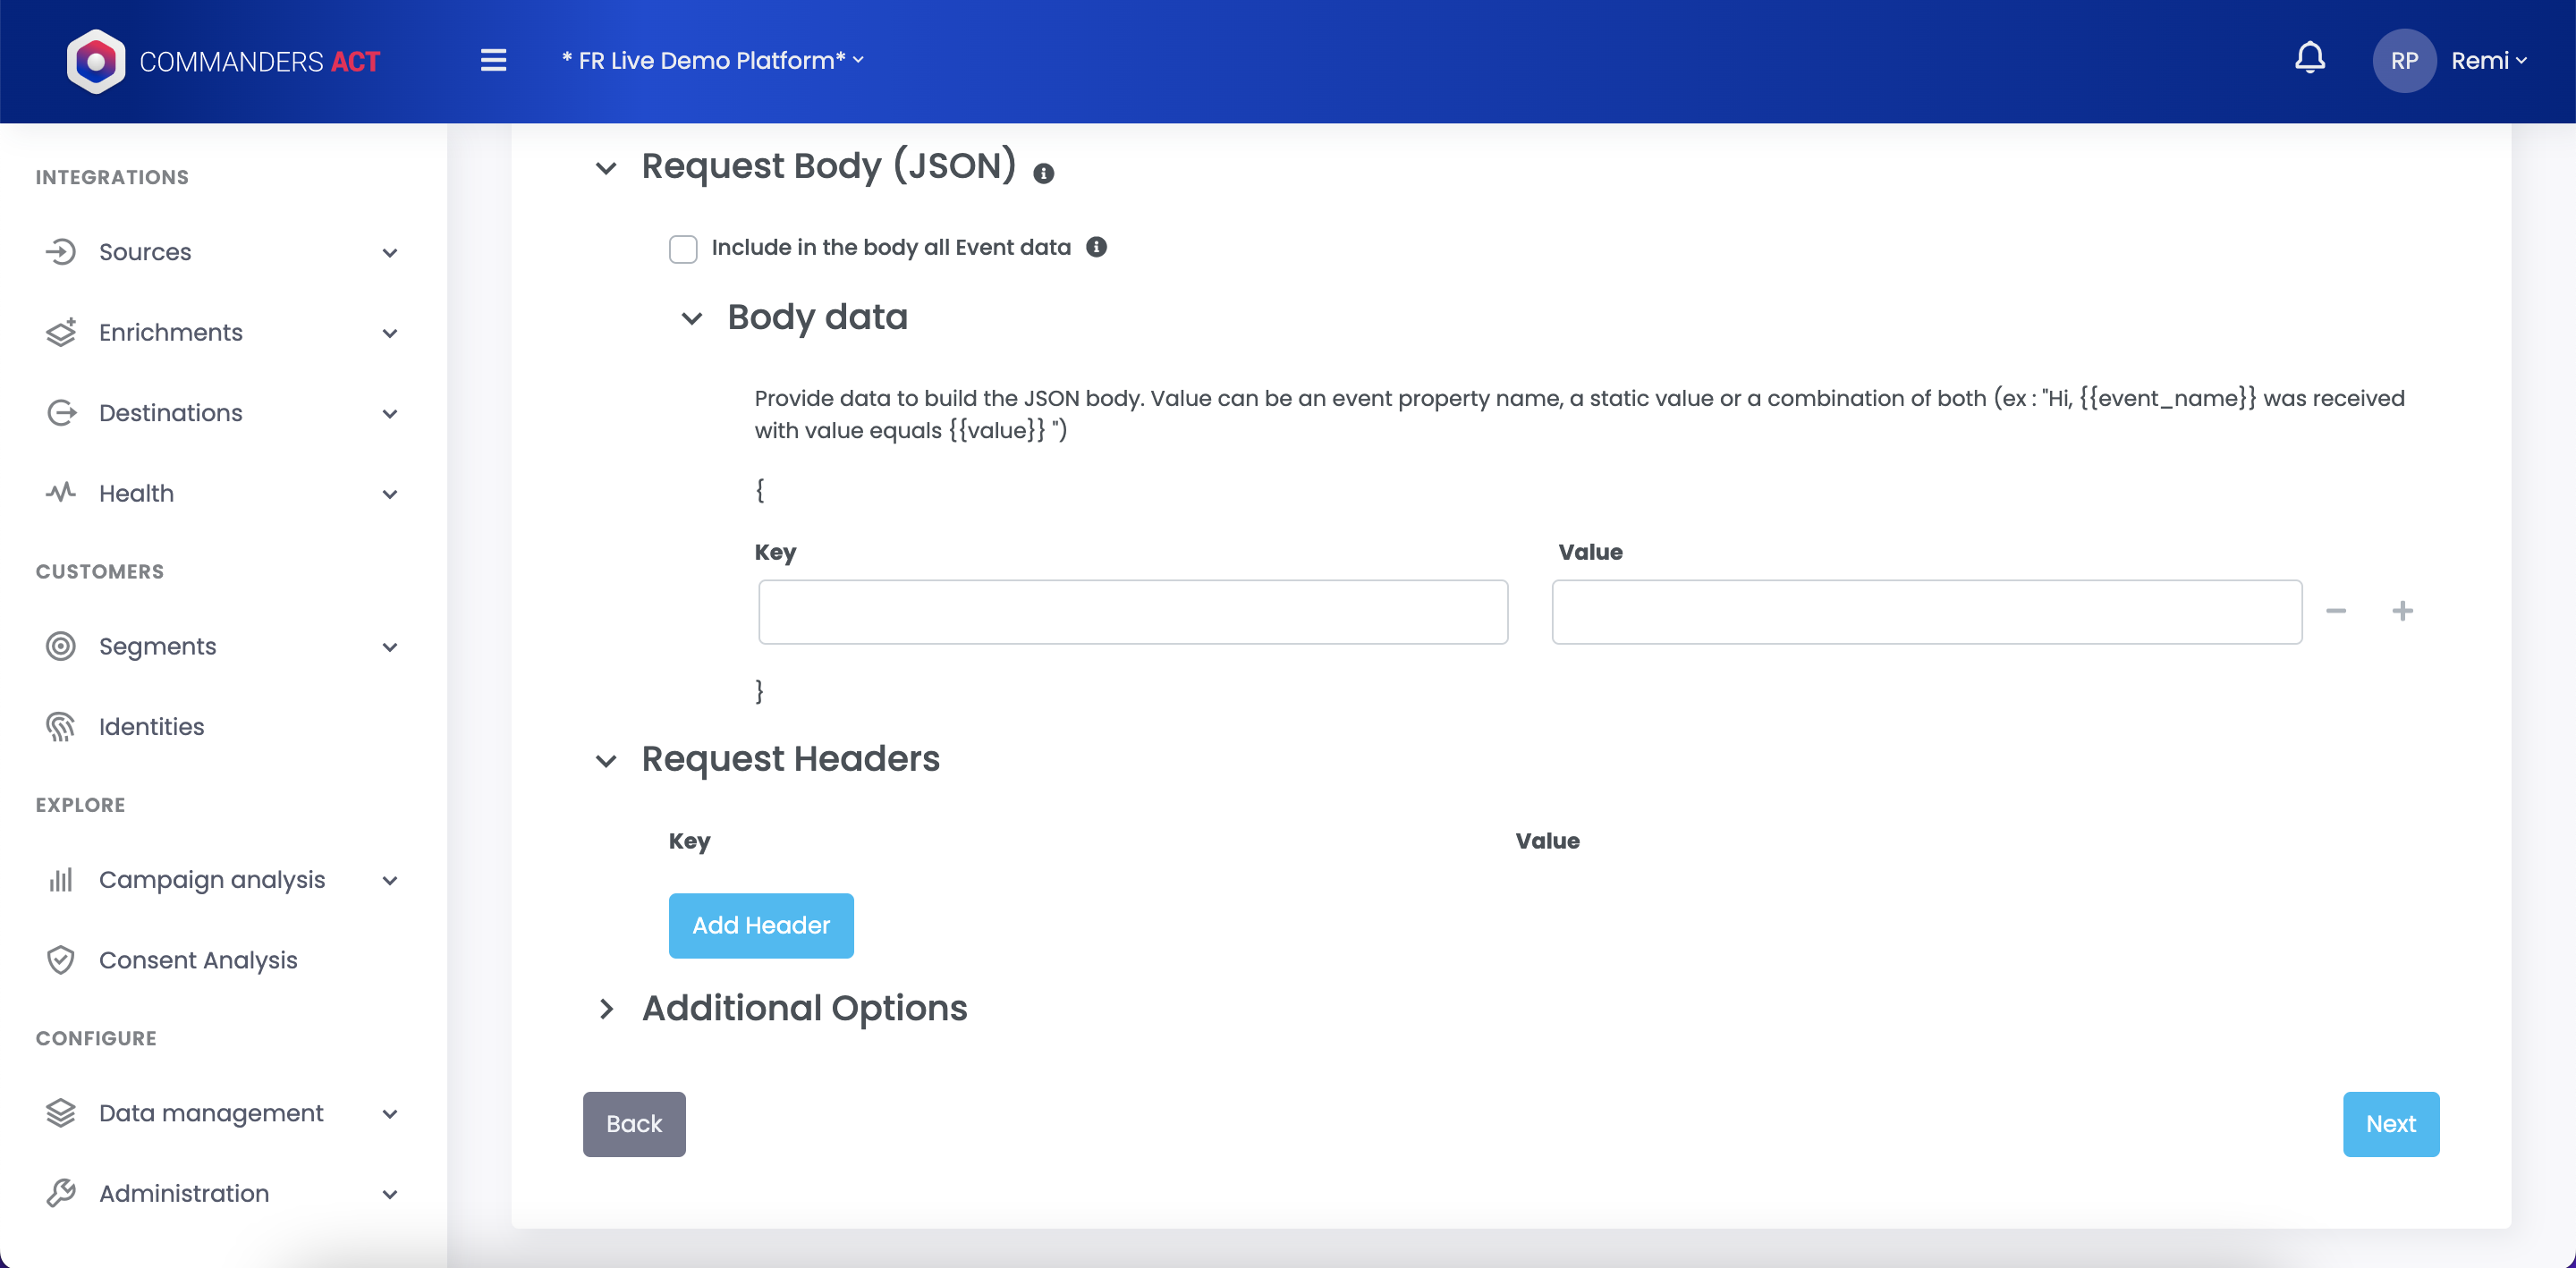 COMMANDERS ACT
* FR Live Demo Platform*
RP
Remi
INTEGRATIONS
Sources
Enrichments
Destinations
Health
CUSTOMERS
Segments
Identities
EXPLORE
Campaign analysis
Consent Analysis
CONFIGURE
Data management
Administration
Request Body (JSON)
Include in the body all Event data
Body data
Provide data to build the JSON body. Value can be an event property name, a static value or a combination of both (ex : "Hi, {{event_name}} was received
with value equals {{value}} ")
{
Key Value
}
Request Headers
Key Value
Add Header
Additional Options
Back
Next